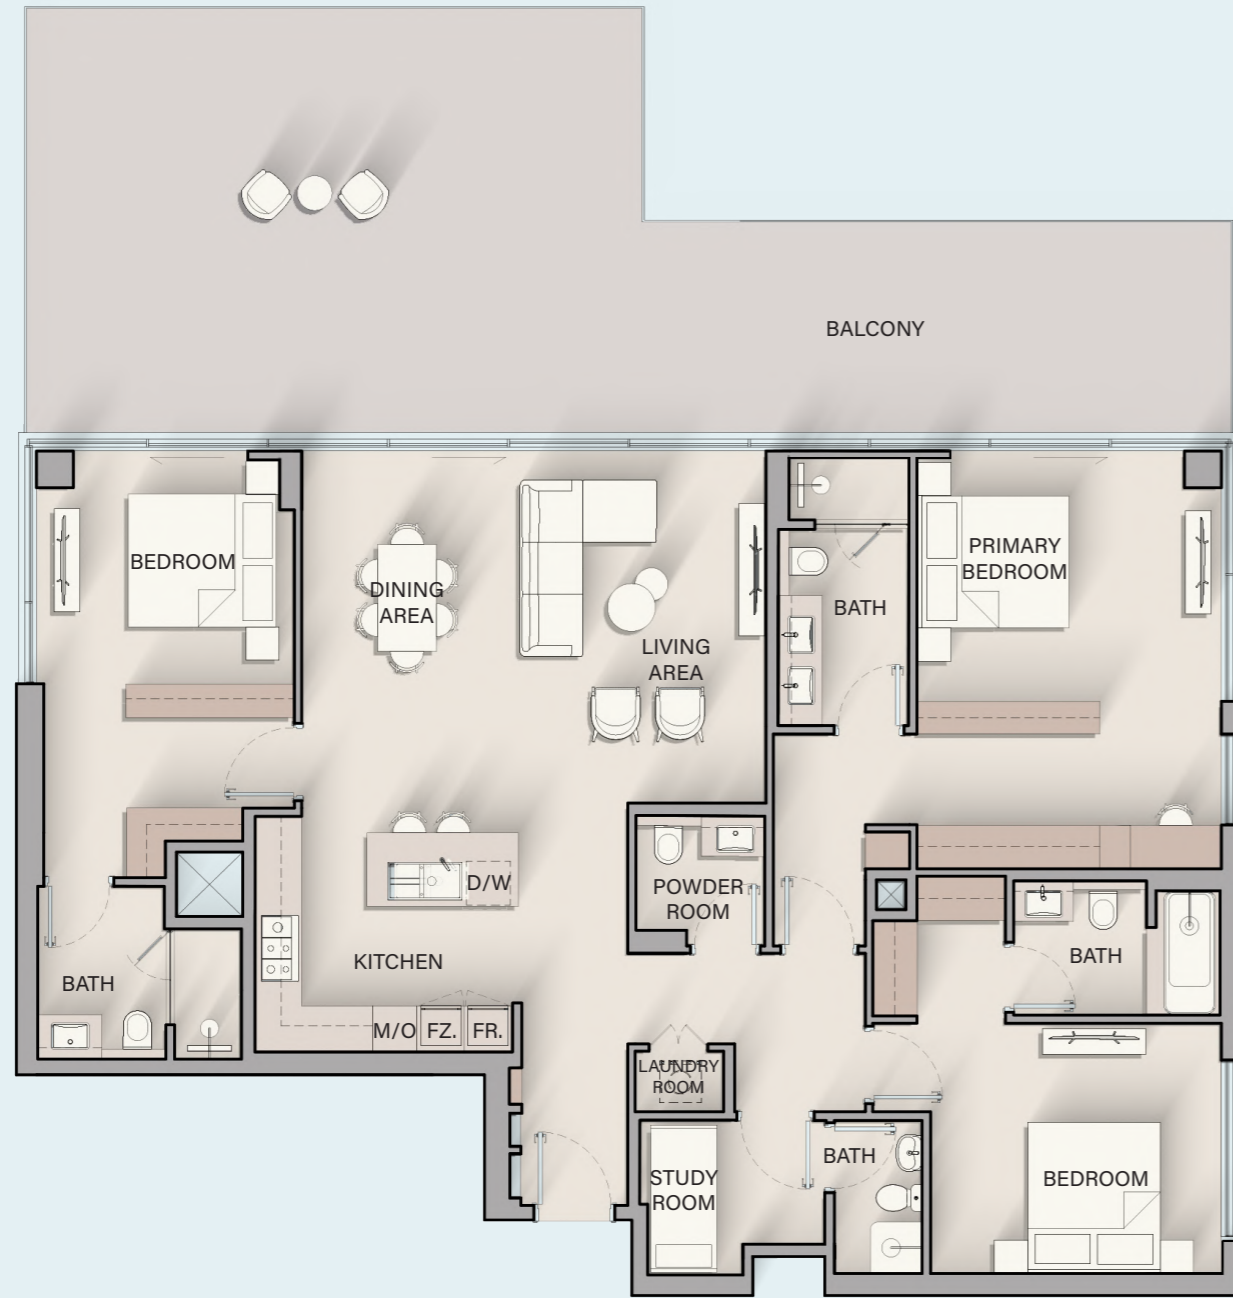 BALCONY
BEDROOM
DINING
AREA
LIVING
AREA
BATH
PRIMARY
BEDROOM
D/W
POWDER
ROOM
KITCHEN
BATH
BATH
M/O
FZ.
FR.
LAUNDRY
ROOM
STUDY
ROOM
BATH
BEDROOM